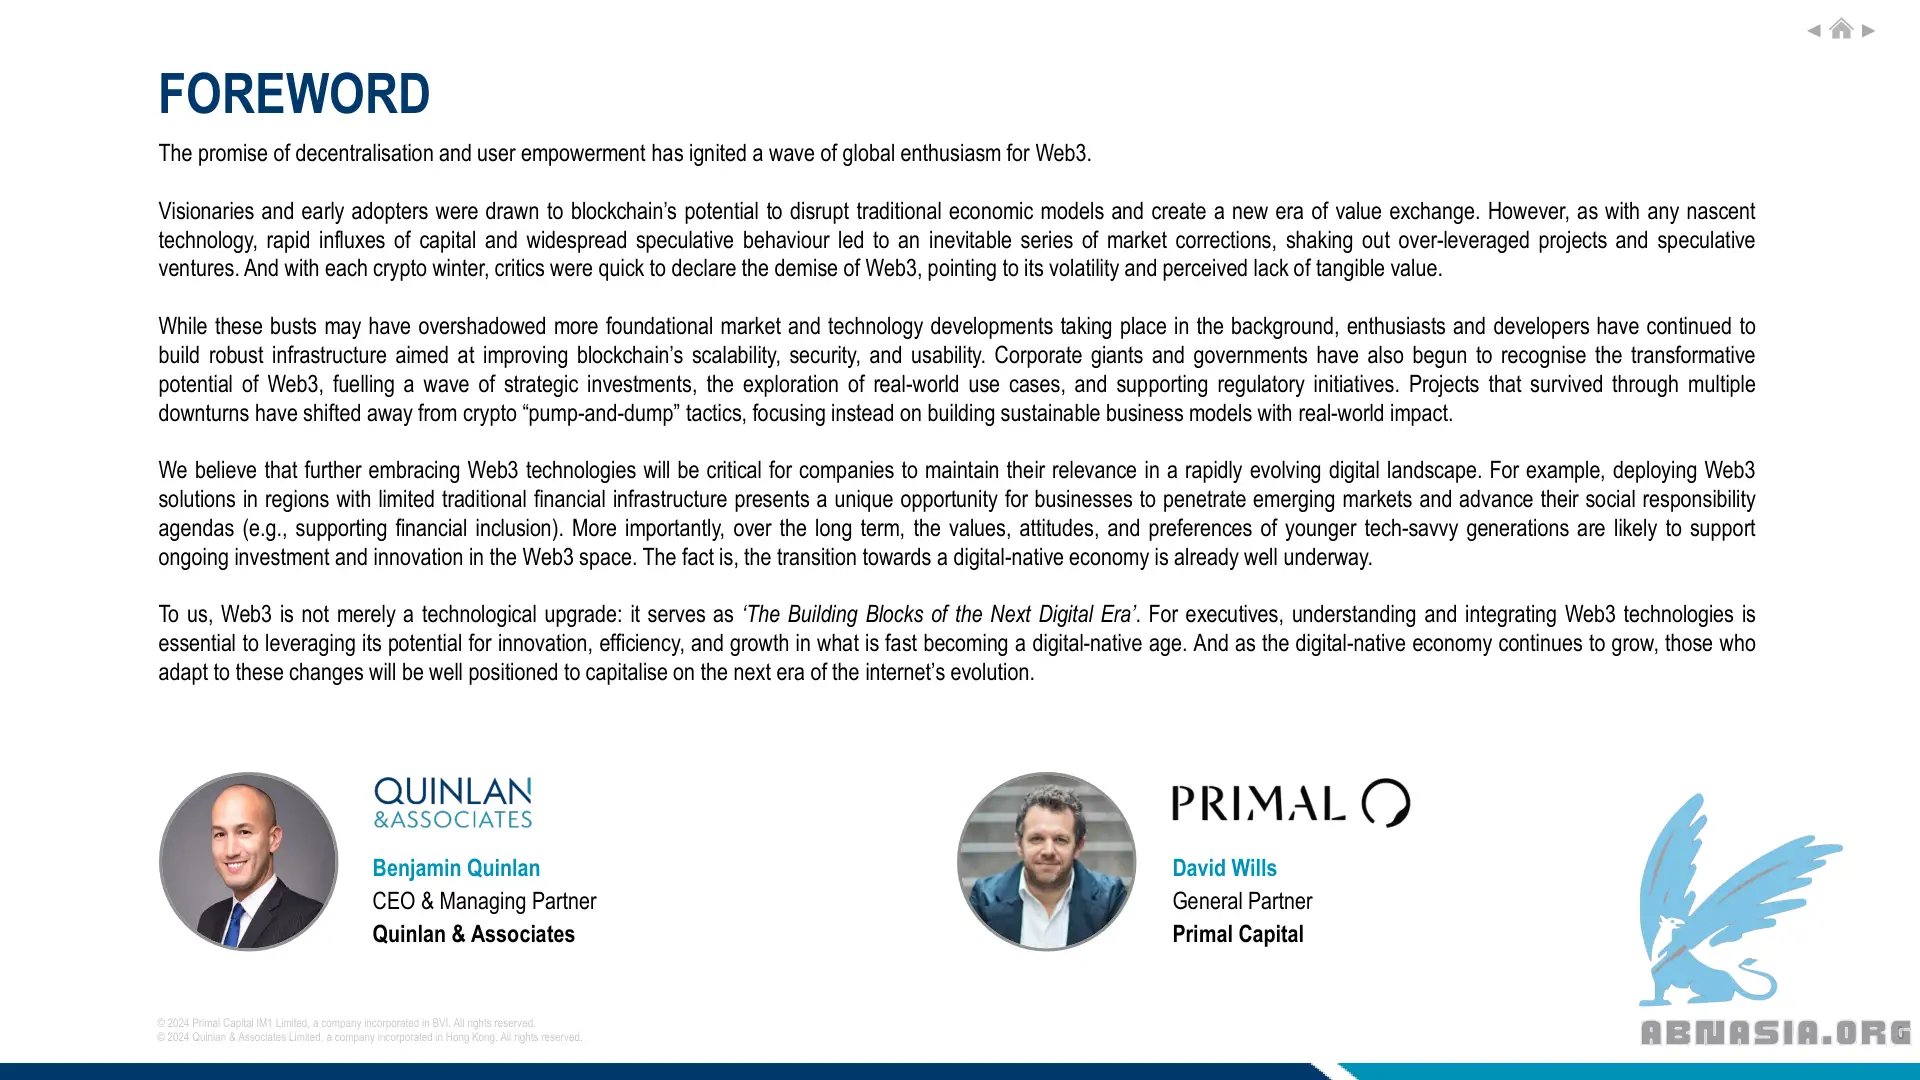 FOREWORD
The promise of decentralisation and user empowerment has ignited a wave of global enthusiasm for Web3.
Visionaries and early adopters were drawn to blockchain’s potential to disrupt traditional economic models and create a new era of value exchange. However, as with any nascent
technology, rapid influxes of capital and widespread speculative behaviour led to an inevitable series of market corrections, shaking out over-leveraged projects and speculative
ventures. And with each crypto winter, critics were quick to declare the demise of Web3, pointing to its volatility and perceived lack of tangible value.
While these busts may have overshadowed more foundational market and technology developments taking place in the background, enthusiasts and developers have continued to
build robust infrastructure aimed at improving blockchain’s scalability, security, and usability. Corporate giants and governments have also begun to recognise the transformative
potential of Web3, fuelling a wave of strategic investments, the exploration of real-world use cases, and supporting regulatory initiatives. Projects that survived through multiple
downturns have shifted away from crypto “pump-and-dump” tactics, focusing instead on building sustainable business models with real-world impact.
We believe that further embracing Web3 technologies will be critical for companies to maintain their relevance in a rapidly evolving digital landscape. For example, deploying Web3
solutions in regions with limited traditional financial infrastructure presents a unique opportunity for businesses to penetrate emerging markets and advance their social responsibility
agendas (e.g., supporting financial inclusion). More importantly, over the long term, the values, attitudes, and preferences of younger tech-savvy generations are likely to support
ongoing investment and innovation in the Web3 space. The fact is, the transition towards a digital-native economy is already well underway.
To us, Web3 is not merely a technological upgrade: it serves as ‘The Building Blocks of the Next Digital Era’. For executives, understanding and integrating Web3 technologies is
essential to leveraging its potential for innovation, efficiency, and growth in what is fast becoming a digital-native age. And as the digital-native economy continues to grow, those who
adapt to these changes will be well positioned to capitalise on the next era of the internet’s evolution.
QUINLAN
&ASSOCIATES
Benjamin Quinlan
CEO & Managing Partner
Quinlan & Associates
PRIMAL
David Wills
General Partner
Primal Capital
© 2024 Primal Capital IM1 Limited, a company incorporated in BVI. All rights reserved.
© 2024 Quinlan & Associates Limited, a company incorporated in Hong Kong. All rights reserved.
ABNASIA.ORG